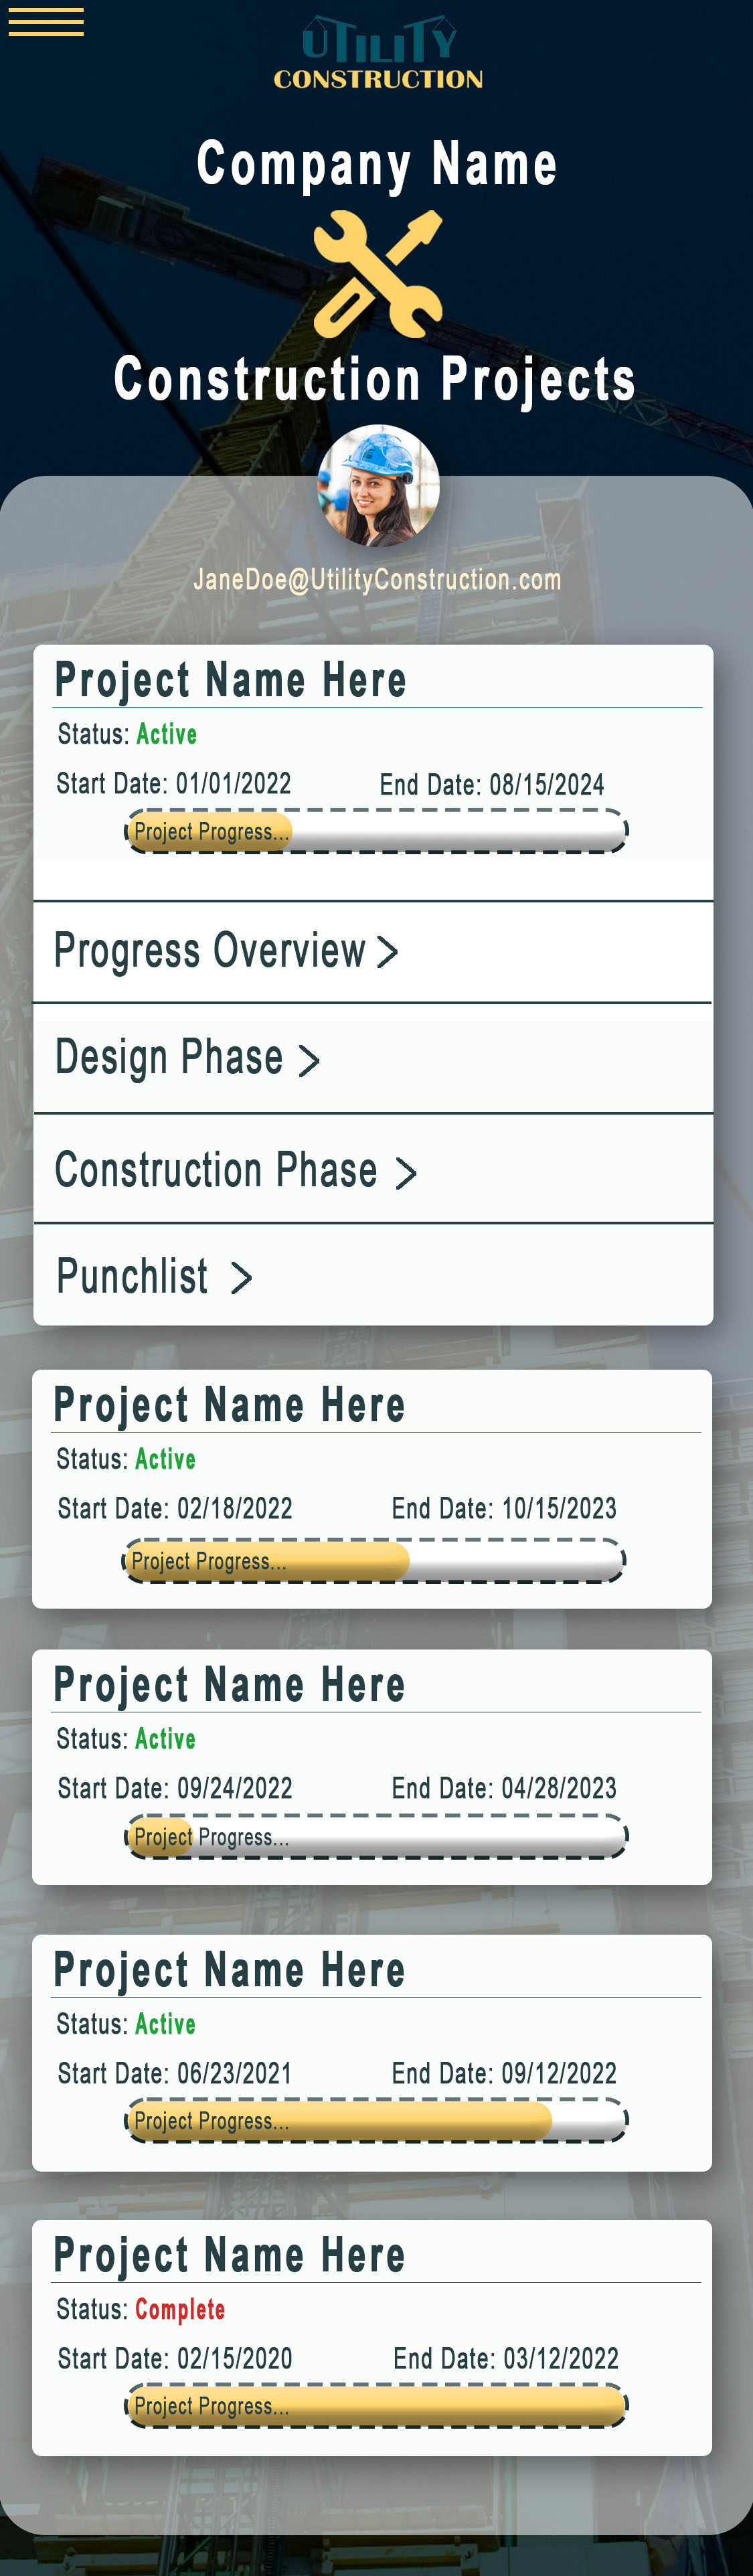 UTILITY
CONSTRUCTION
Company Name
Construction Projects
JaneDoe@UtilityConstruction.com
Project Name Here
Status: Active
Start Date: 01/01/2022 End Date: 08/15/2024
Project Progress...
Progress Overview >
Design Phase >
Construction Phase >
Punchlist >
Project Name Here
Status: Active
Start Date: 02/18/2022 End Date: 10/15/2023
Project Progress...
Project Name Here
Status: Active
Start Date: 09/24/2022 End Date: 04/28/2023
Project Progress...
Project Name Here
Status: Active
Start Date: 06/23/2021 End Date: 09/12/2022
Project Progress...
Project Name Here
Status: Complete
Start Date: 02/15/2020 End Date: 03/12/2022
Project Progress...